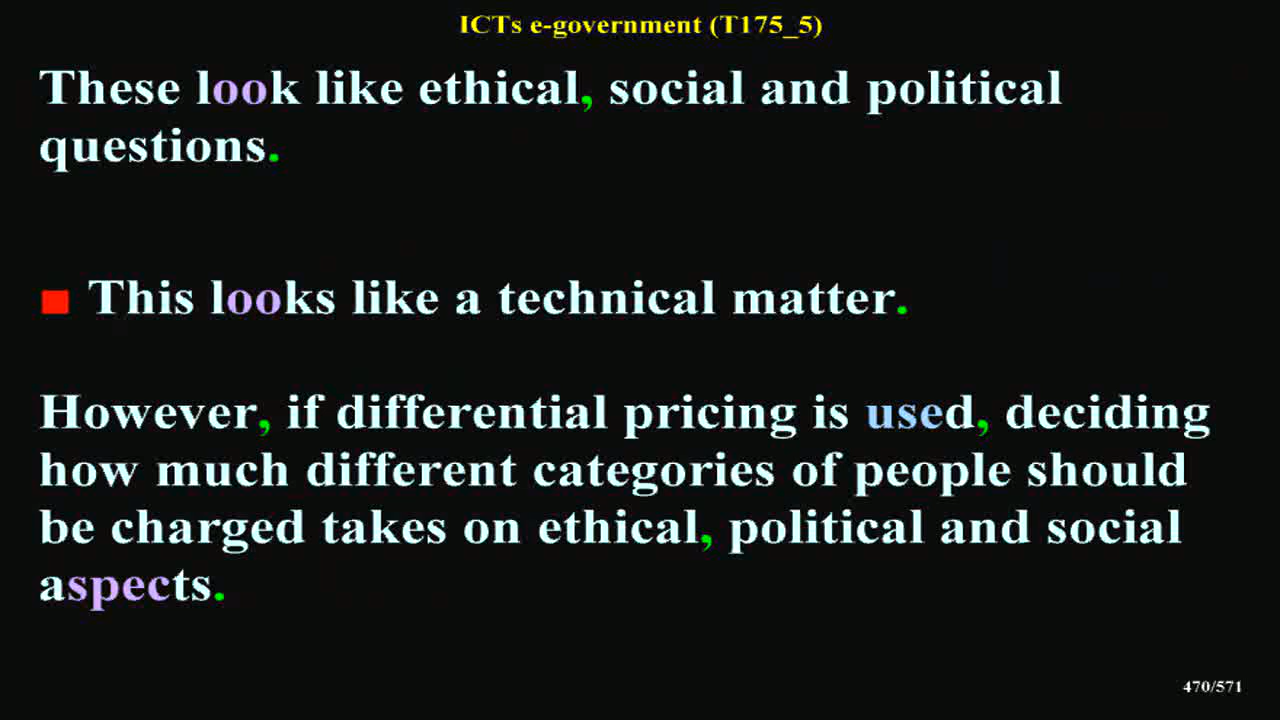 ICTs e-government (T175_5)
These look like ethical, social and political
questions.
This looks like a technical matter.
However, if differential pricing is used, deciding
how much different categories of people should
be charged takes on ethical, political and social
aspects.
470/571